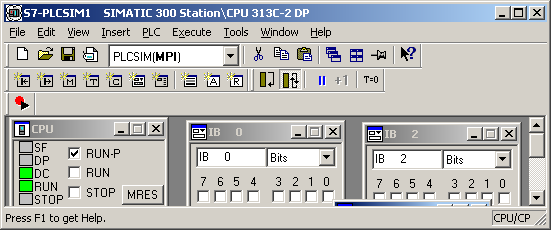 S7-PLCSIM1 SIMATIC 300 Station\CPU 313C-2 DP
File Edit View Insert PLC Execute Tools Window Help
PLCSIM(MPI)
+1 T=0
CPU
SF
DP
DC
RUN
STOP
RUN-P
RUN
STOP
MRES
IB 0
IB 0 Bits
7 6 5 4 3 2 1 0
IB 2
IB 2 Bits
7 6 5 4 3 2 1 0
Press F1 to get Help.
CPU/CP